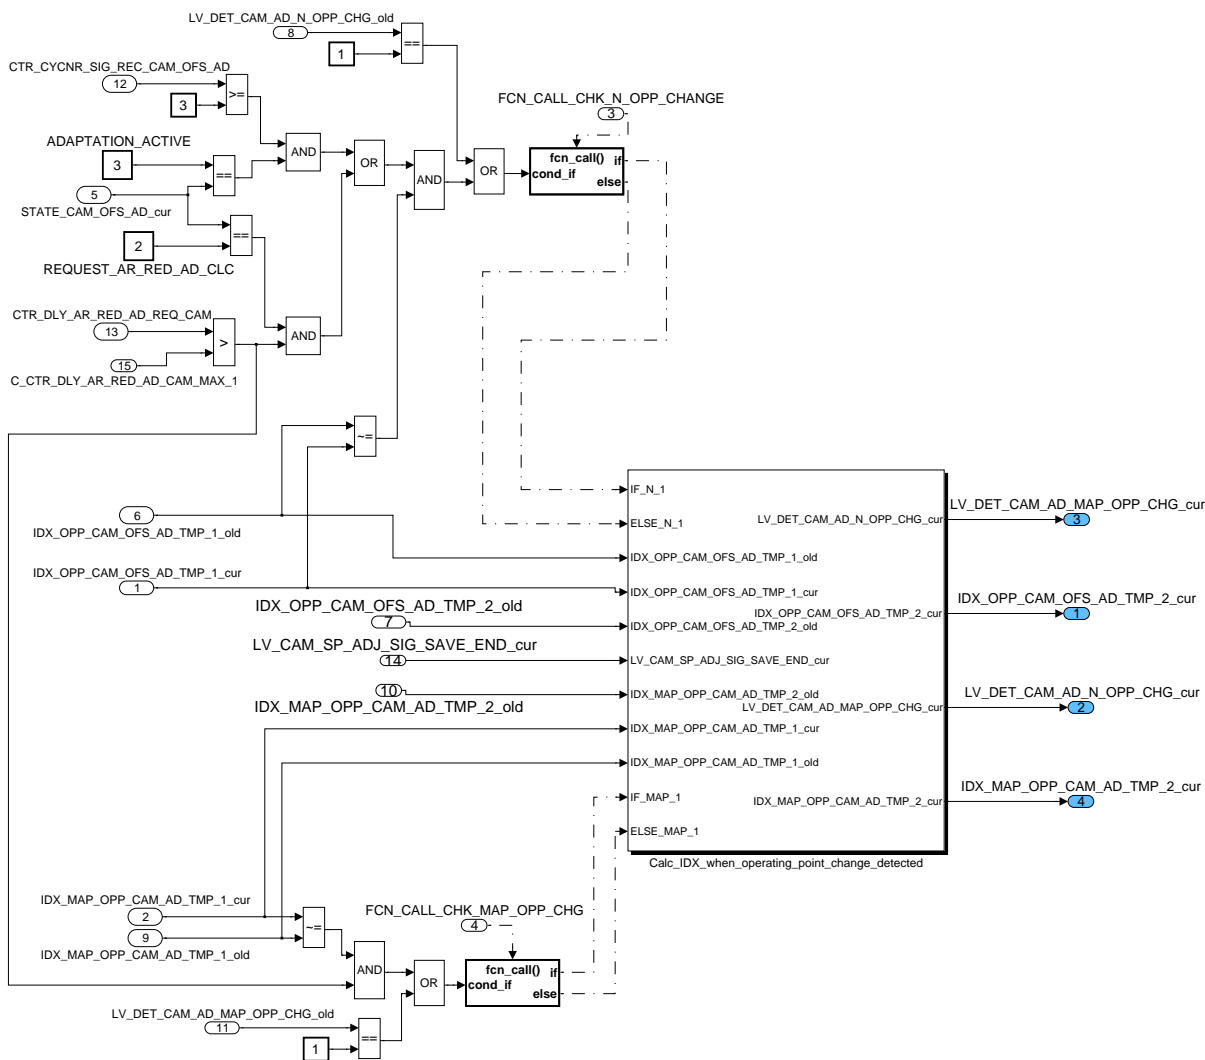 LV_DET_CAM_AD_N_OPP_CHG_old
8
==
1
CTR_CYCNR_SIG_REC_CAM_OFS_AD
12
>=
3
FCN_CALL_CHK_N_OPP_CHANGE
3
ADAPTATION_ACTIVE
3
==
AND
OR
AND
OR
fcn_call()
if
cond_if
else
5
STATE_CAM_OFS_AD_cur
==
2
REQUEST_AR_RED_AD_CLC
CTR_DLY_AR_RED_AD_REQ_CAM
13
>
AND
15
C_CTR_DLY_AR_RED_AD_CAM_MAX_1
~=
6
IDX_OPP_CAM_OFS_AD_TMP_1_old
IDX_OPP_CAM_OFS_AD_TMP_1_cur
1
IDX_OPP_CAM_OFS_AD_TMP_2_old
7
LV_CAM_SP_ADJ_SIG_SAVE_END_cur
14
10
IDX_MAP_OPP_CAM_AD_TMP_2_old
IF_N_1
ELSE_N_1
IDX_OPP_CAM_OFS_AD_TMP_1_old
IDX_OPP_CAM_OFS_AD_TMP_1_cur
IDX_OPP_CAM_OFS_AD_TMP_2_old
LV_CAM_SP_ADJ_SIG_SAVE_END_cur
IDX_MAP_OPP_CAM_AD_TMP_2_old
IDX_MAP_OPP_CAM_AD_TMP_1_cur
IDX_MAP_OPP_CAM_AD_TMP_1_old
IF_MAP_1
ELSE_MAP_1
LV_DET_CAM_AD_N_OPP_CHG_cur
IDX_OPP_CAM_OFS_AD_TMP_2_cur
LV_DET_CAM_AD_MAP_OPP_CHG_cur
IDX_MAP_OPP_CAM_AD_TMP_2_cur
Calc_IDX_when_operating_point_change_detected
LV_DET_CAM_AD_MAP_OPP_CHG_cur
3
IDX_OPP_CAM_OFS_AD_TMP_2_cur
1
LV_DET_CAM_AD_N_OPP_CHG_cur
2
IDX_MAP_OPP_CAM_AD_TMP_2_cur
4
IDX_MAP_OPP_CAM_AD_TMP_1_cur
2
9
IDX_MAP_OPP_CAM_AD_TMP_1_old
~=
AND
OR
FCN_CALL_CHK_MAP_OPP_CHG
4
fcn_call()
if
cond_if
else
LV_DET_CAM_AD_MAP_OPP_CHG_old
11
==
1